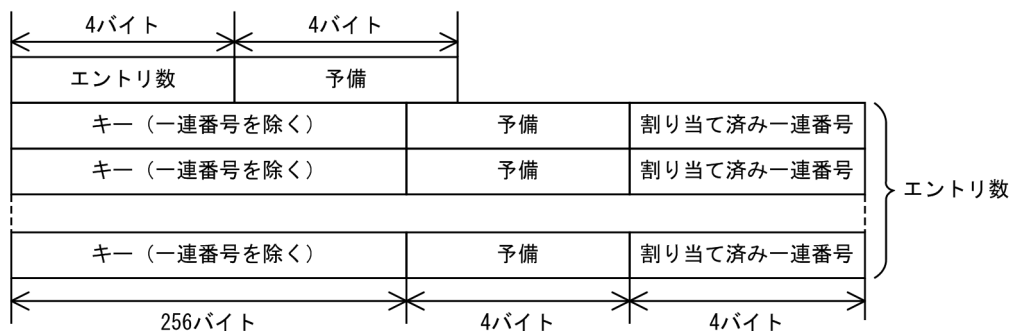 4バイト 4バイト
エントリ数 予備
キー（一連番号を除く） 予備 割り当て済み一連番号
キー（一連番号を除く） 予備 割り当て済み一連番号
エントリ数
キー（一連番号を除く） 予備 割り当て済み一連番号
256バイト 4バイト 4バイト